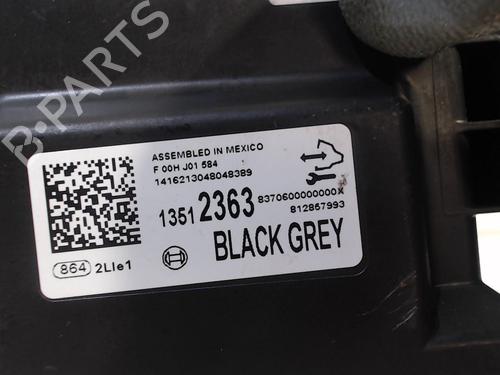 ASSEMBLED IN MEXICO
F 00H J01 584
1416213048048389
1351 2363
8370600000000X
812867993
BLACK GREY
864 2LIe1
B-PARTS